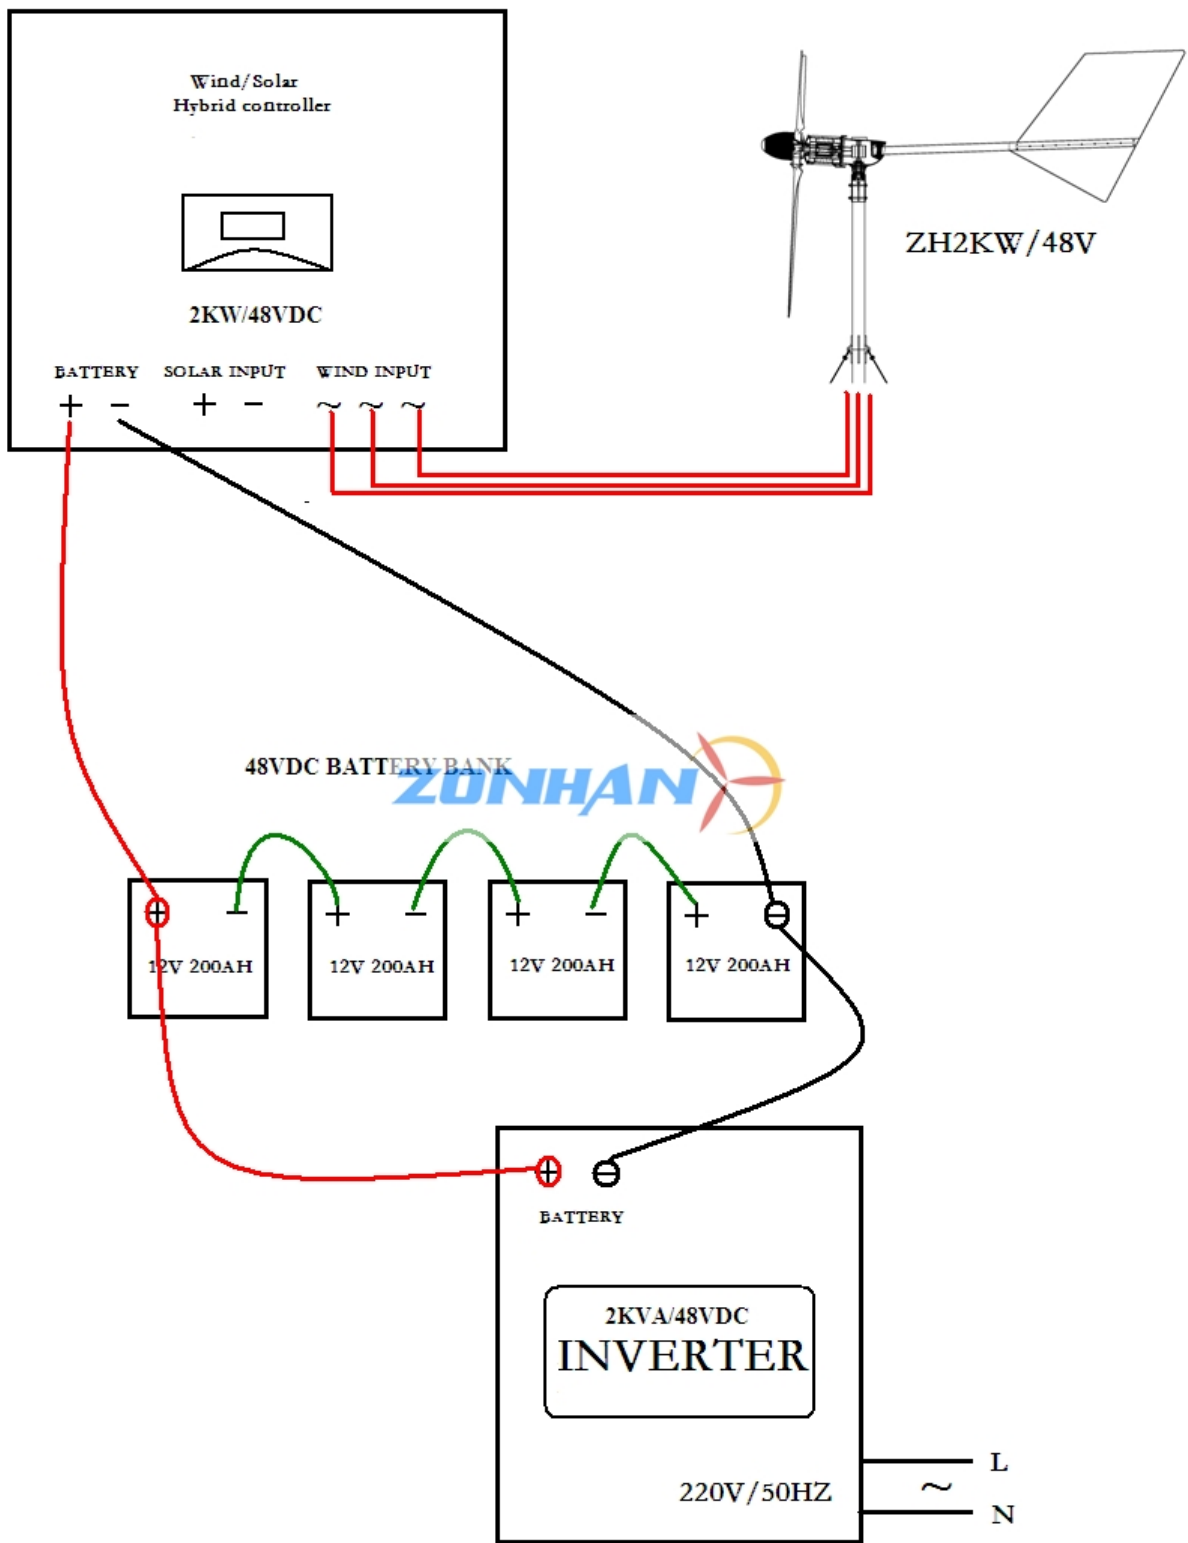 Wind/Solar
Hybrid controller
ZH2KW/48V
2KW/48VDC
BATTERY SOLAR INPUT WIND INPUT
+ − + − ~ ~ ~
48VDC BATTERY BANK
ZONHAN
+ − + − + − + −
12V 200AH 12V 200AH 12V 200AH 12V 200AH
+ −
BATTERY
2KVA/48VDC
INVERTER
L
220V/50HZ ~
N